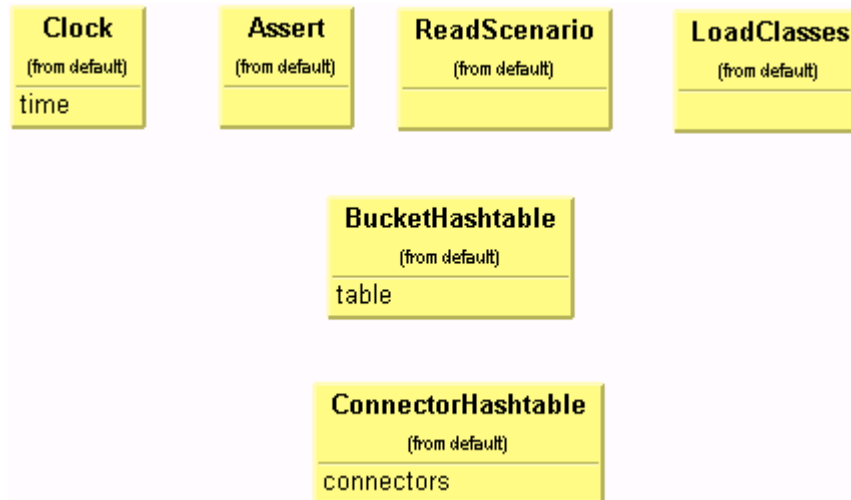 Clock
(from default)
time
Assert
(from default)
ReadScenario
(from default)
LoadClasses
(from default)
BucketHashtable
(from default)
table
ConnectorHashtable
(from default)
connectors